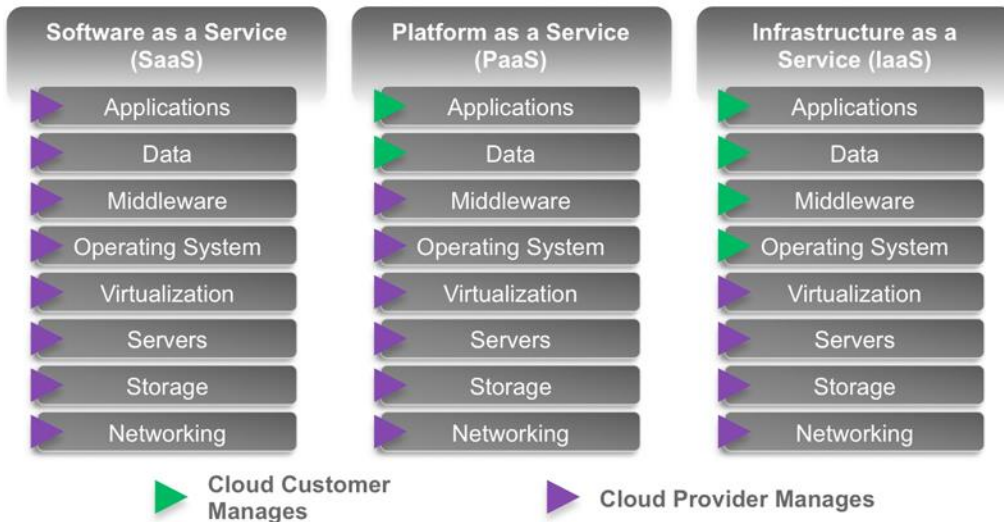 Software as a Service
(SaaS)
Applications
Data
Middleware
Operating System
Virtualization
Servers
Storage
Networking
Platform as a Service
(PaaS)
Applications
Data
Middleware
Operating System
Virtualization
Servers
Storage
Networking
Infrastructure as a
Service (IaaS)
Applications
Data
Middleware
Operating System
Virtualization
Servers
Storage
Networking
Cloud Customer
Manages
Cloud Provider Manages